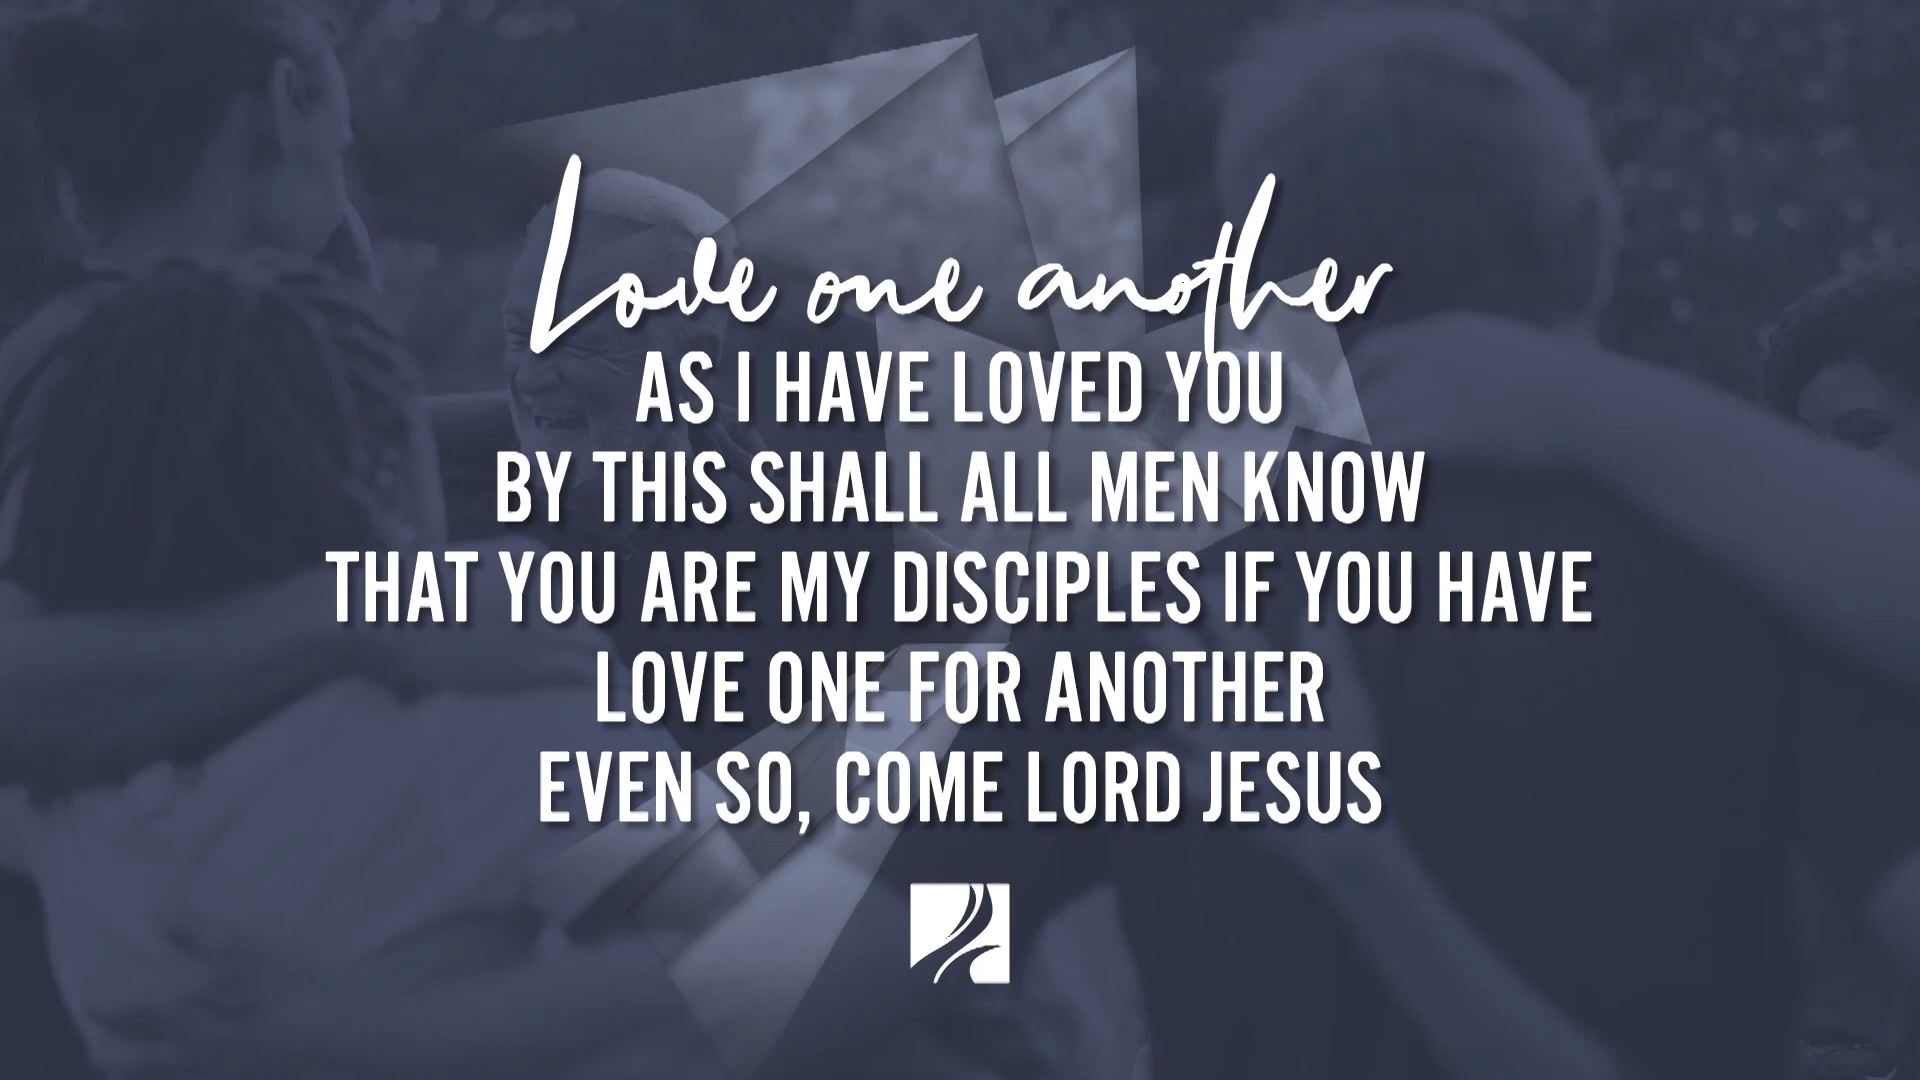 Love one another
AS I HAVE LOVED YOU
BY THIS SHALL ALL MEN KNOW
THAT YOU ARE MY DISCIPLES IF YOU HAVE
LOVE ONE FOR ANOTHER
EVEN SO, COME LORD JESUS